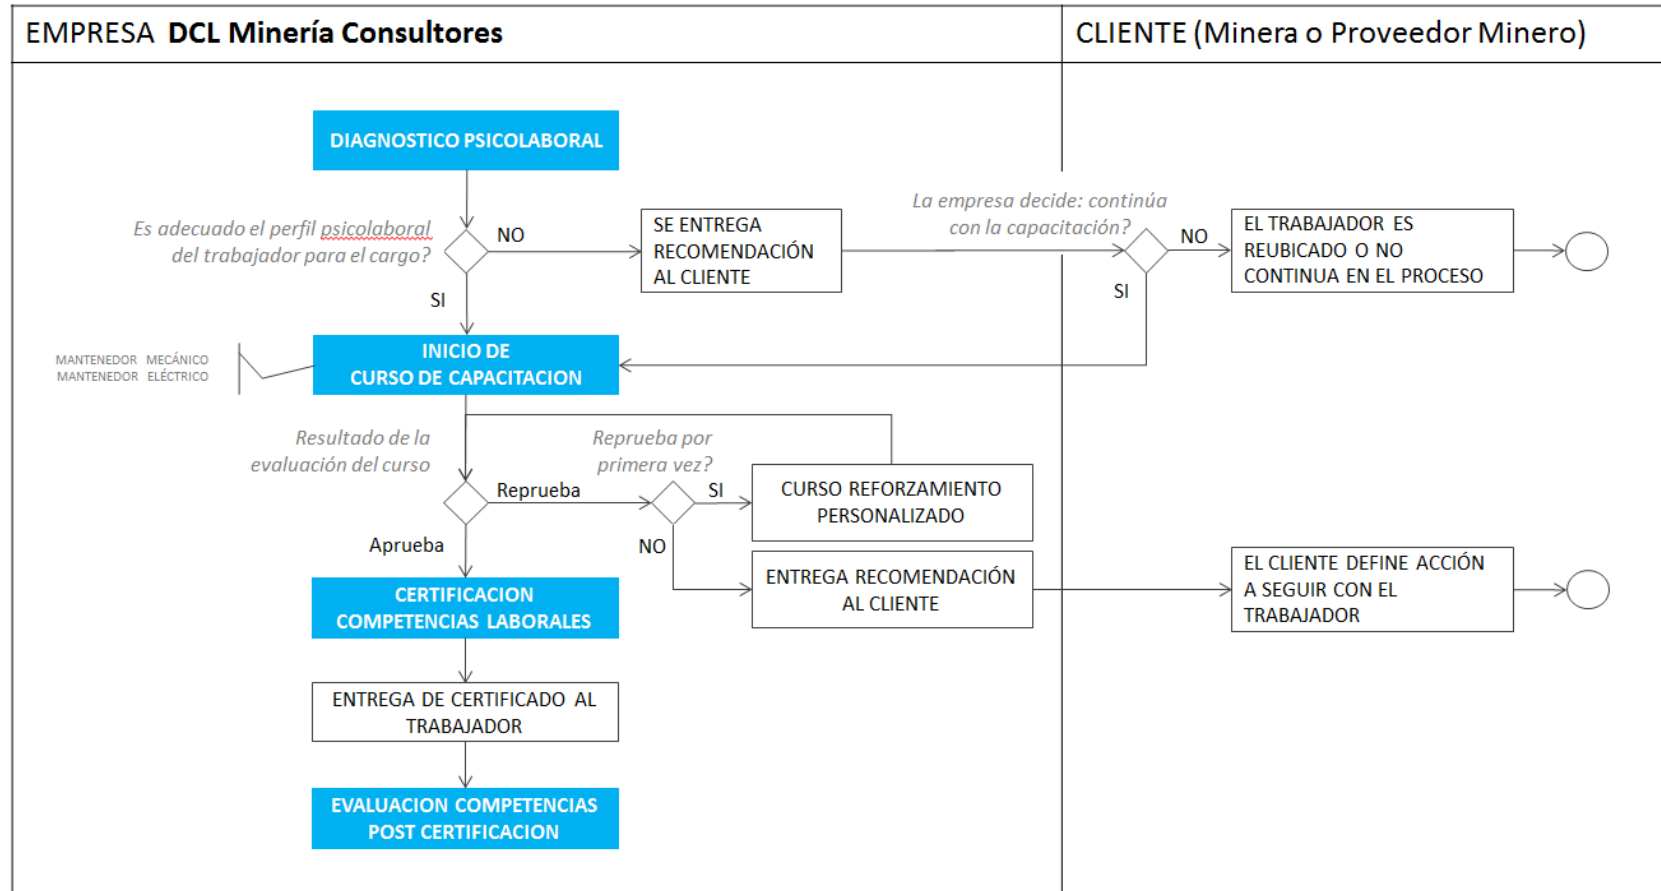 EMPRESA DCL Minería Consultores
CLIENTE (Minera o Proveedor Minero)
DIAGNOSTICO PSICOLABORAL
Es adecuado el perfil psicolaboral
del trabajador para el cargo?
NO
SI
SE ENTREGA
RECOMENDACIÓN
AL CLIENTE
La empresa decide: continúa
con la capacitación?
NO
SI
EL TRABAJADOR ES
REUBICADO O NO
CONTINUA EN EL PROCESO
MANTENEDOR MECÁNICO
MANTENEDOR ELÉCTRICO
INICIO DE
CURSO DE CAPACITACION
Resultado de la
evaluación del curso
Reprueba
Aprueba
Reprueba por
primera vez?
SI
NO
CURSO REFORZAMIENTO
PERSONALIZADO
ENTREGA RECOMENDACIÓN
AL CLIENTE
EL CLIENTE DEFINE ACCIÓN
A SEGUIR CON EL
TRABAJADOR
CERTIFICACION
COMPETENCIAS LABORALES
ENTREGA DE CERTIFICADO AL
TRABAJADOR
EVALUACION COMPETENCIAS
POST CERTIFICACION